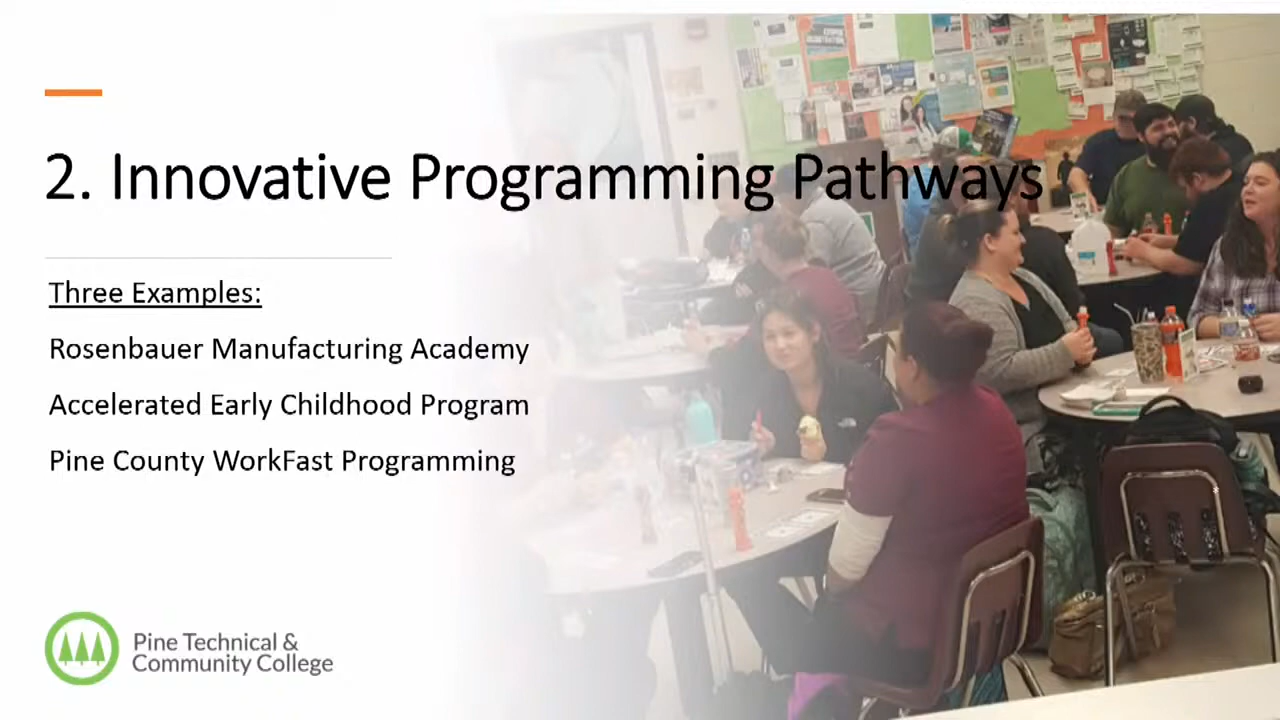 2. Innovative Programming Pathways
Three Examples:
Rosenbauer Manufacturing Academy
Accelerated Early Childhood Program
Pine County WorkFast Programming
Pine Technical &
Community College